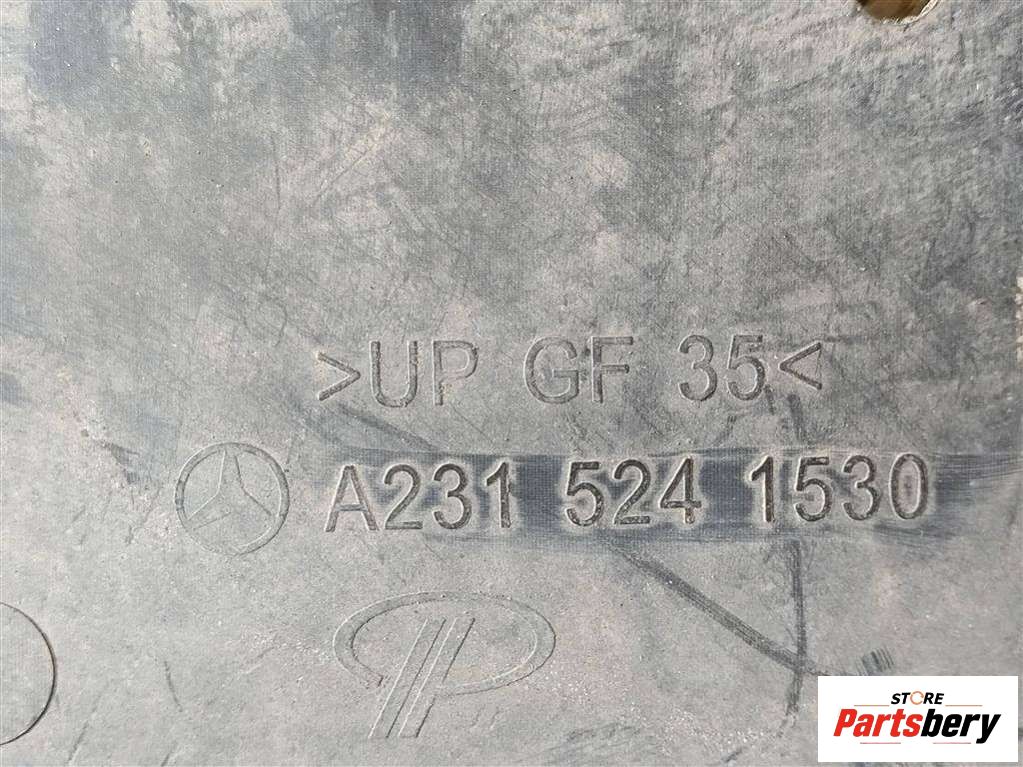 >UP GF 35<
A231 524 1530
STORE
Partsbery